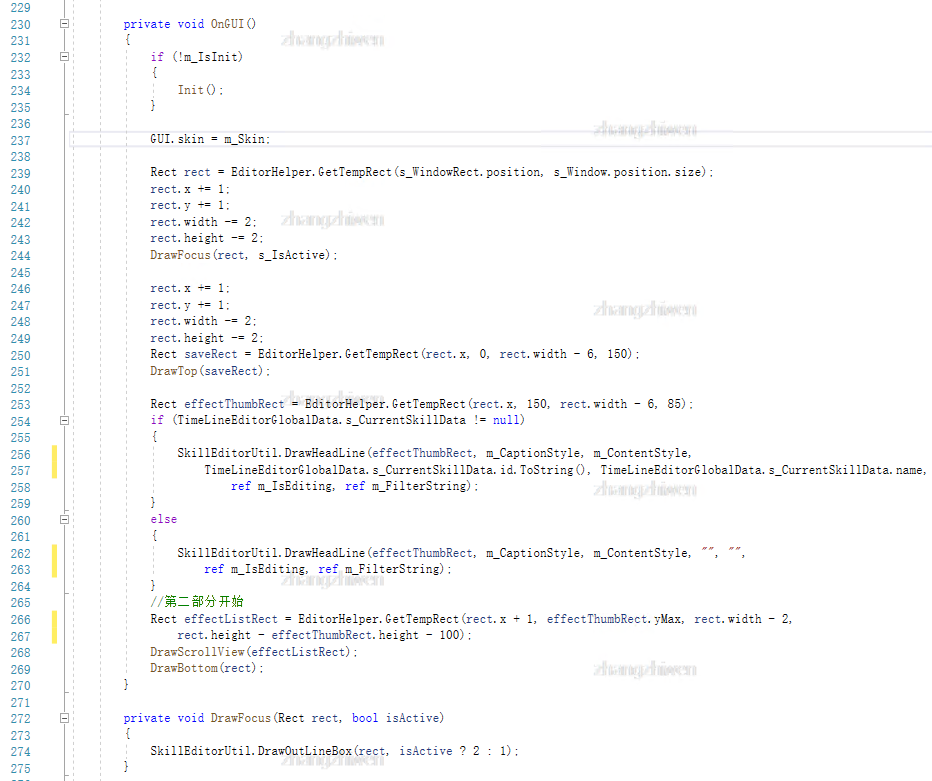 229
230 private void OnGUI()
231 {
zhangzhiwen
232 if (!m_IsInit)
233 {
234 Init();
235 }
236
zhangzhiwen
237 GUI.skin = m_Skin;
238
239 Rect rect = EditorHelper.GetTempRect(s_WindowRect.position, s_Window.position.size);
240 rect.x += 1;
241 rect.y += 1;
242 rect.width -= 2;
zhangzhiwen
243 rect.height -= 2;
244 DrawFocus(rect, s_IsActive);
245
246 rect.x += 1;
247 rect.y += 1;
zhangzhiwen
248 rect.width -= 2;
249 rect.height -= 2;
250 Rect saveRect = EditorHelper.GetTempRect(rect.x, 0, rect.width - 6, 150);
251 DrawTop(saveRect);
252
zhangzhiwen
253 Rect effectThumbRect = EditorHelper.GetTempRect(rect.x, 150, rect.width - 6, 85);
254 if (TimeLineEditorGlobalData.s_CurrentSkillData != null)
255 {
256 SkillEditorUtil.DrawHeadLine(effectThumbRect, m_CaptionStyle, m_ContentStyle,
257 TimeLineEditorGlobalData.s_CurrentSkillData.id.ToString(), TimeLineEditorGlobalData.s_CurrentSkillData.name,
258 ref m_IsEditing, ref m_FilterString);
zhangzhiwen
259 }
260 else
261 {
262 SkillEditorUtil.DrawHeadLine(effectThumbRect, m_CaptionStyle, m_ContentStyle, "", "",
263 ref m_IsEditing, ref m_FilterString);
zhangzhiwen
264 }
265 //第二部分开始
266 Rect effectListRect = EditorHelper.GetTempRect(rect.x + 1, effectThumbRect.yMax, rect.width - 2,
267 rect.height - effectThumbRect.height - 100);
268 DrawScrollView(effectListRect);
269 DrawBottom(rect);
zhangzhiwen
270 }
271
272 private void DrawFocus(Rect rect, bool isActive)
273 {
274 SkillEditorUtil.DrawOutLineBox(rect, isActive ? 2 : 1);
zhangzhiwen
275 }